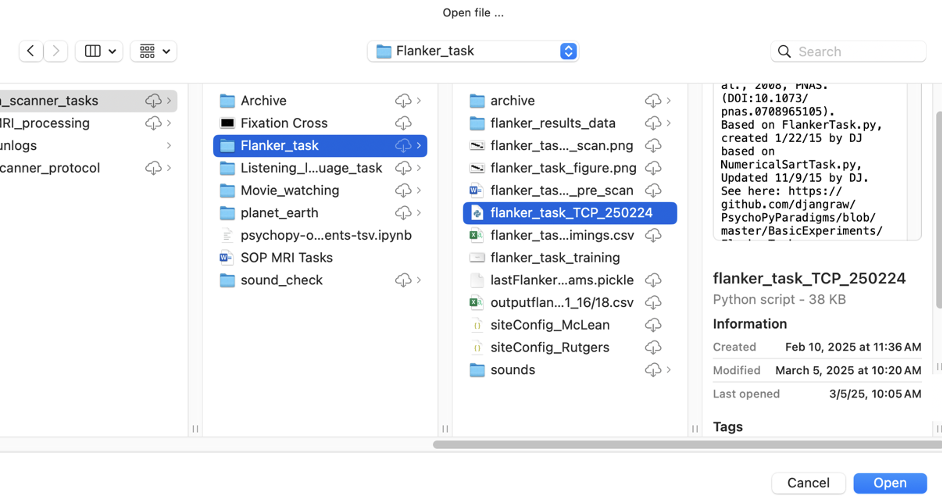 Open file ...
Flanker_task
Search
_scanner_tasks
RI_processing
unlogs
canner_protocol
Archive
Fixation Cross
Flanker_task
Listening_l...uage_task
Movie_watching
planet_earth
psychopy-o...ents-tsv.ipynb
SOP MRI Tasks
sound_check
archive
flanker_results_data
flanker_tas..._scan.png
flanker_task_figure.png
flanker_tas..._pre_scan
flanker_task_TCP_250224
flanker_tas...imings.csv
flanker_task_training
lastFlanker...ams.pickle
outputflan...1_16/18.csv
siteConfig_McLean
siteConfig_Rutgers
sounds
al., 2008, PNAS.
(DOI:10.1073/
pnas.0708965105).
Based on FlankerTask.py,
created 1/22/15 by DJ
based on
NumericalSartTask.py,
Updated 11/9/15 by DJ.
See here: https://
github.com/djangraw/
PsychoPyParadigms/blob/
master/BasicExperiments/
flanker_task_TCP_250224
Python script - 38 KB
Information
Created Feb 10, 2025 at 11:36 AM
Modified March 5, 2025 at 10:20 AM
Last opened 3/5/25, 10:05 AM
Tags
Cancel
Open